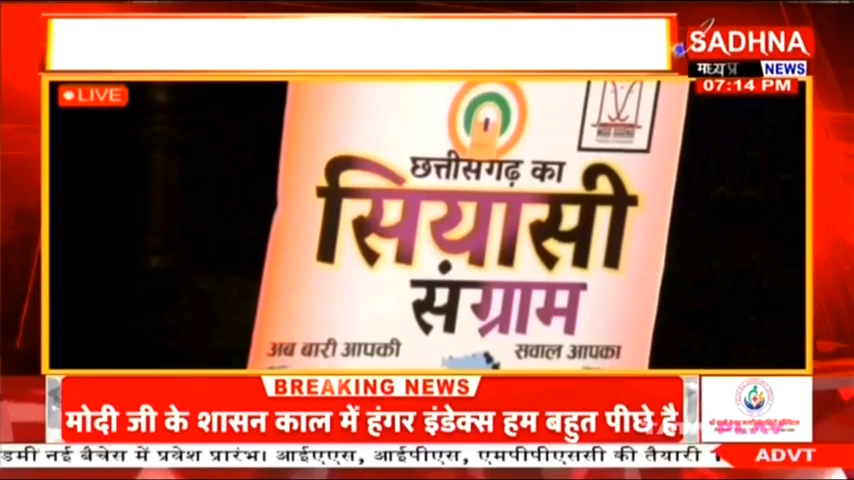 SADHNA
मध्य प्र NEWS
07:14 PM
LIVE
छत्तीसगढ़ का
सियासी
संग्राम
अब बारी आपकी
सवाल आपका
BREAKING NEWS
मोदी जी के शासन काल में हंगर इंडेक्स हम बहुत पीछे है
डमी नई बैचेस में प्रवेश प्रारंभ। आईएएस, आईपीएस, एमपीपीएससी की तैयारी
ADVT